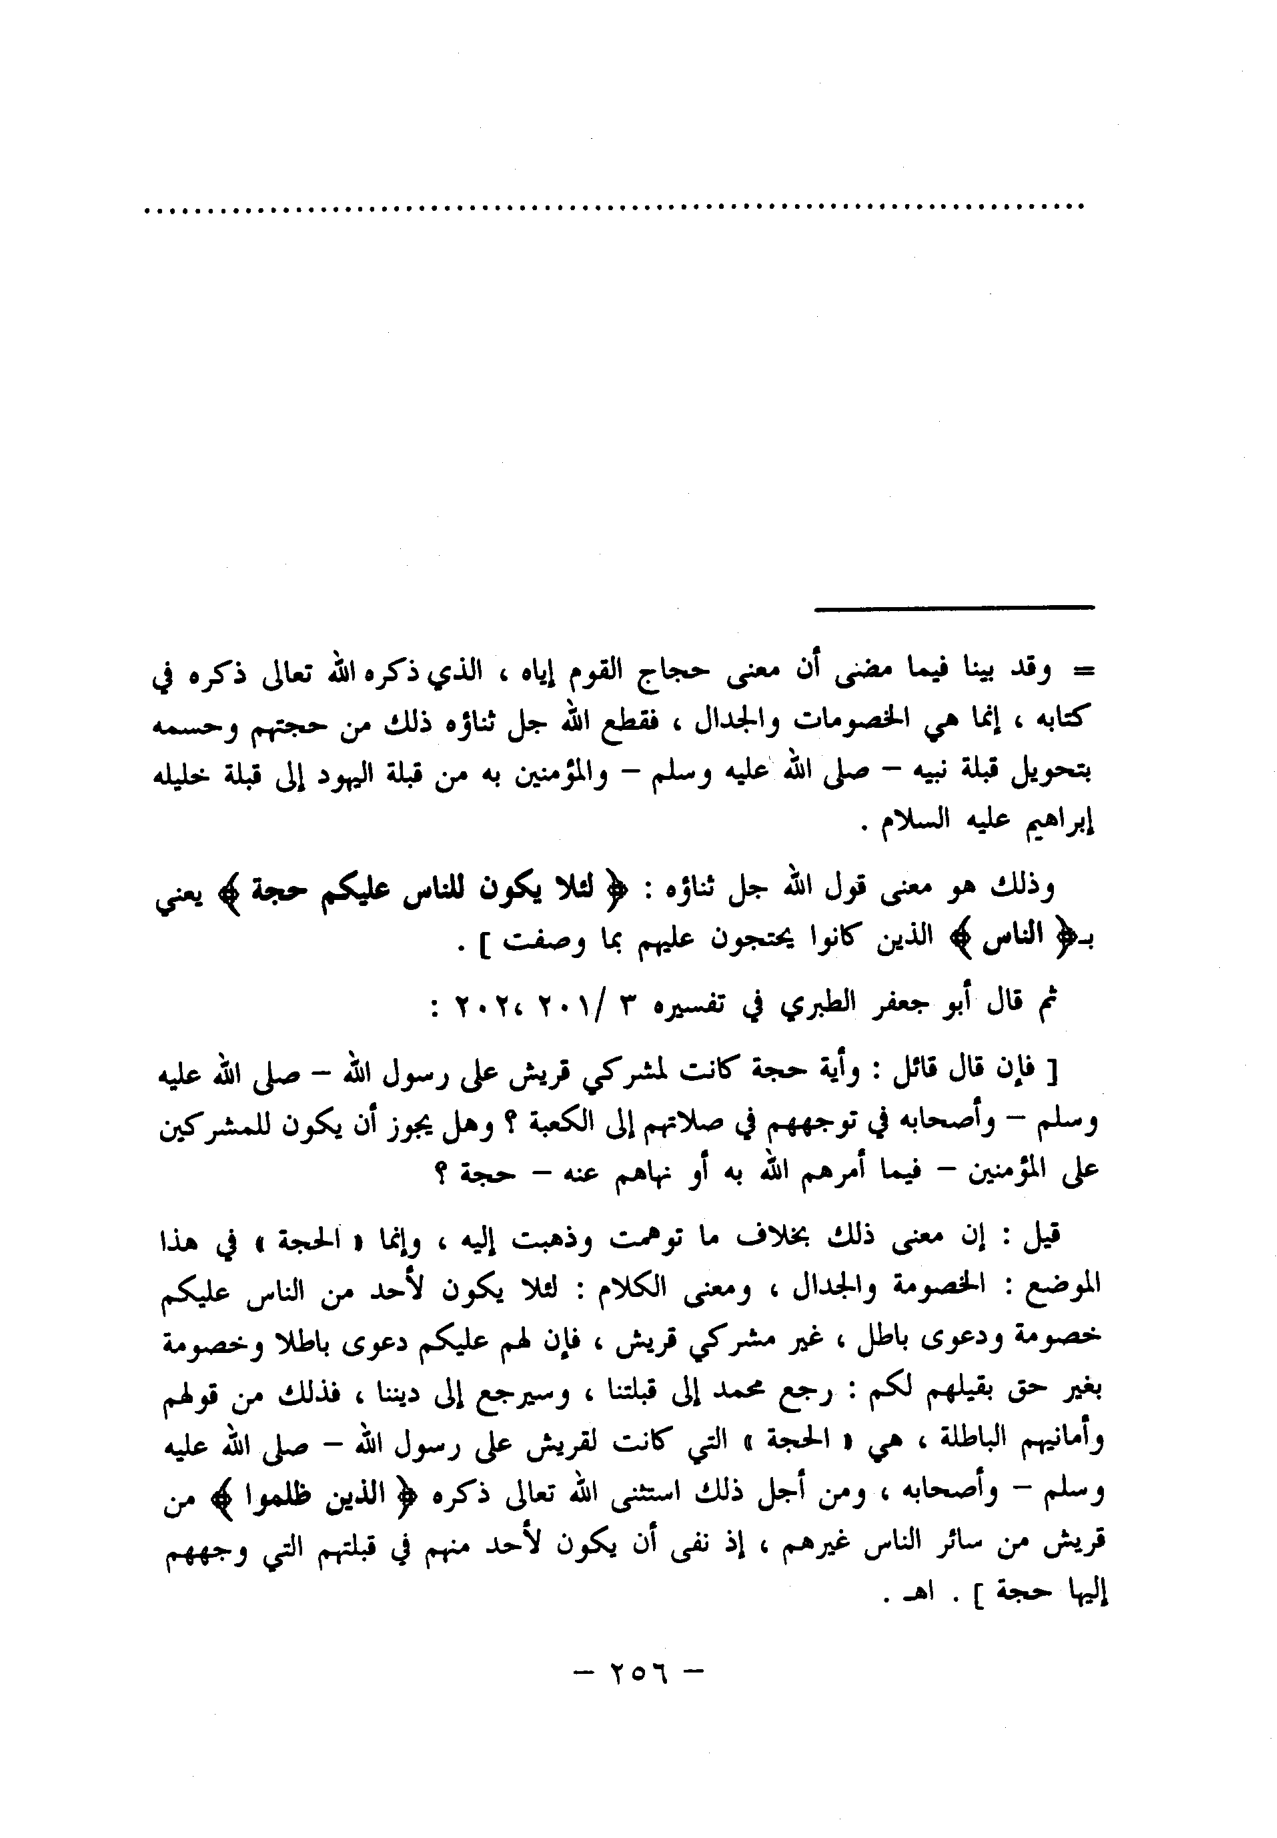 ................................................................................
= وقد بينا فيما مضنى أن معنى حجاج القوم إياه ، الذي ذكره الله تعالى ذكره في
كتابه ، إنما هي الخصومات والجدال ، فقطع الله جل ثناؤه ذلك من حجتهم وحسمه
بتحويل قبلة نبيه – صلى الله عليه وسلم – والمؤمنين به من قبلة اليهود إلى قبلة خليله
إبراهيم عليه السلام .
وذلك هو معنى قول الله جل ثناؤه : ﴿ لئلا يكون للناس عليكم حجة ﴾ يعني
بـ﴿ الناس ﴾ الذين كانوا يحتجون عليهم بما وصفت ] .
ثم قال أبو جعفر الطبري في تفسيره ٣ /٢٠١ ،٢٠٢ :
[ فإن قال قائل : وأية حجة كانت لمشركي قريش على رسول الله – صلى الله عليه
وسلم – وأصحابه في توجههم في صلاتهم إلى الكعبة ؟ وهل يجوز أن يكون للمشركين
على المؤمنين – فيما أمرهم الله به أو نهاهم عنه – حجة ؟
قيل : إن معنى ذلك بخلاف ما توهمت وذهبت إليه ، وإنما « الحجة » في هذا
الموضع : الخصومة والجدال ، ومعنى الكلام : لئلا يكون لأحد من الناس عليكم
خصومة ودعوى باطل ، غير مشركي قريش ، فإن لهم عليكم دعوى باطلا وخصومة
بغير حق بقيلهم لكم : رجع محمد إلى قبلتنا ، وسيرجع إلى ديننا ، فذلك من قولهم
وأمانيهم الباطلة ، هي « الحجة » التي كانت لقريش على رسول الله – صلى الله عليه
وسلم – وأصحابه ، ومن أجل ذلك استثنى الله تعالى ذكره ﴿ الذين ظلموا ﴾ من
قريش من سائر الناس غيرهم ، إذ نفى أن يكون لأحد منهم في قبلتهم التي وجههم
إليها حجة ] . اهـ .
– ٢٥٦ –